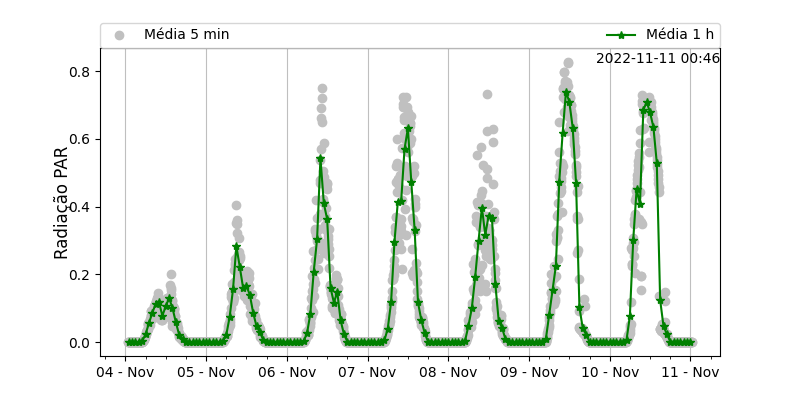 Média 5 min
Média 1 h
2022-11-11 00:46
Radiação PAR
0.8
0.6
0.4
0.2
0.0
04 - Nov
05 - Nov
06 - Nov
07 - Nov
08 - Nov
09 - Nov
10 - Nov
11 - Nov